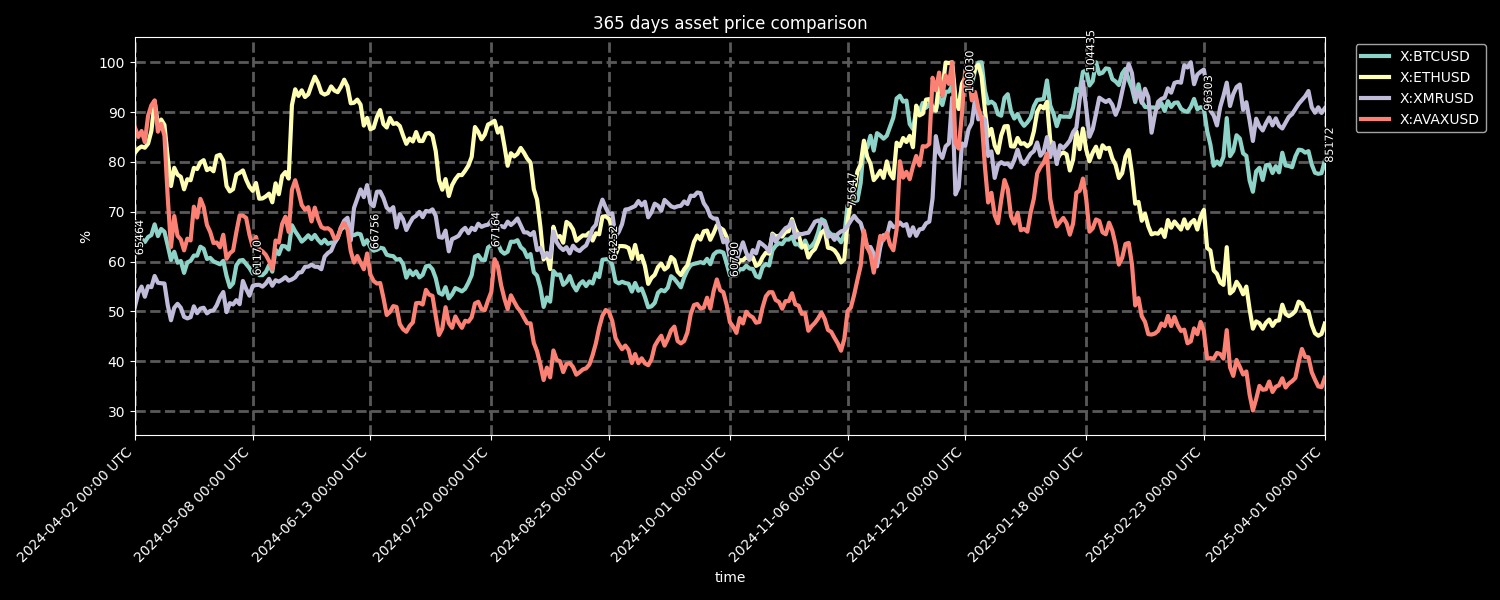 365 days asset price comparison
X:BTCUSD
X:ETHUSD
X:XMRUSD
X:AVAXUSD
%
100
90
80
70
60
50
40
30
65464
61170
66756
67164
60790
75647
100030
104435
96303
85172
2024-04-02 00:00 UTC
2024-05-08 00:00 UTC
2024-06-13 00:00 UTC
2024-07-20 00:00 UTC
2024-08-25 00:00 UTC
2024-10-01 00:00 UTC
2024-11-06 00:00 UTC
2024-12-12 00:00 UTC
2025-01-18 00:00 UTC
2025-02-23 00:00 UTC
2025-04-01 00:00 UTC
time